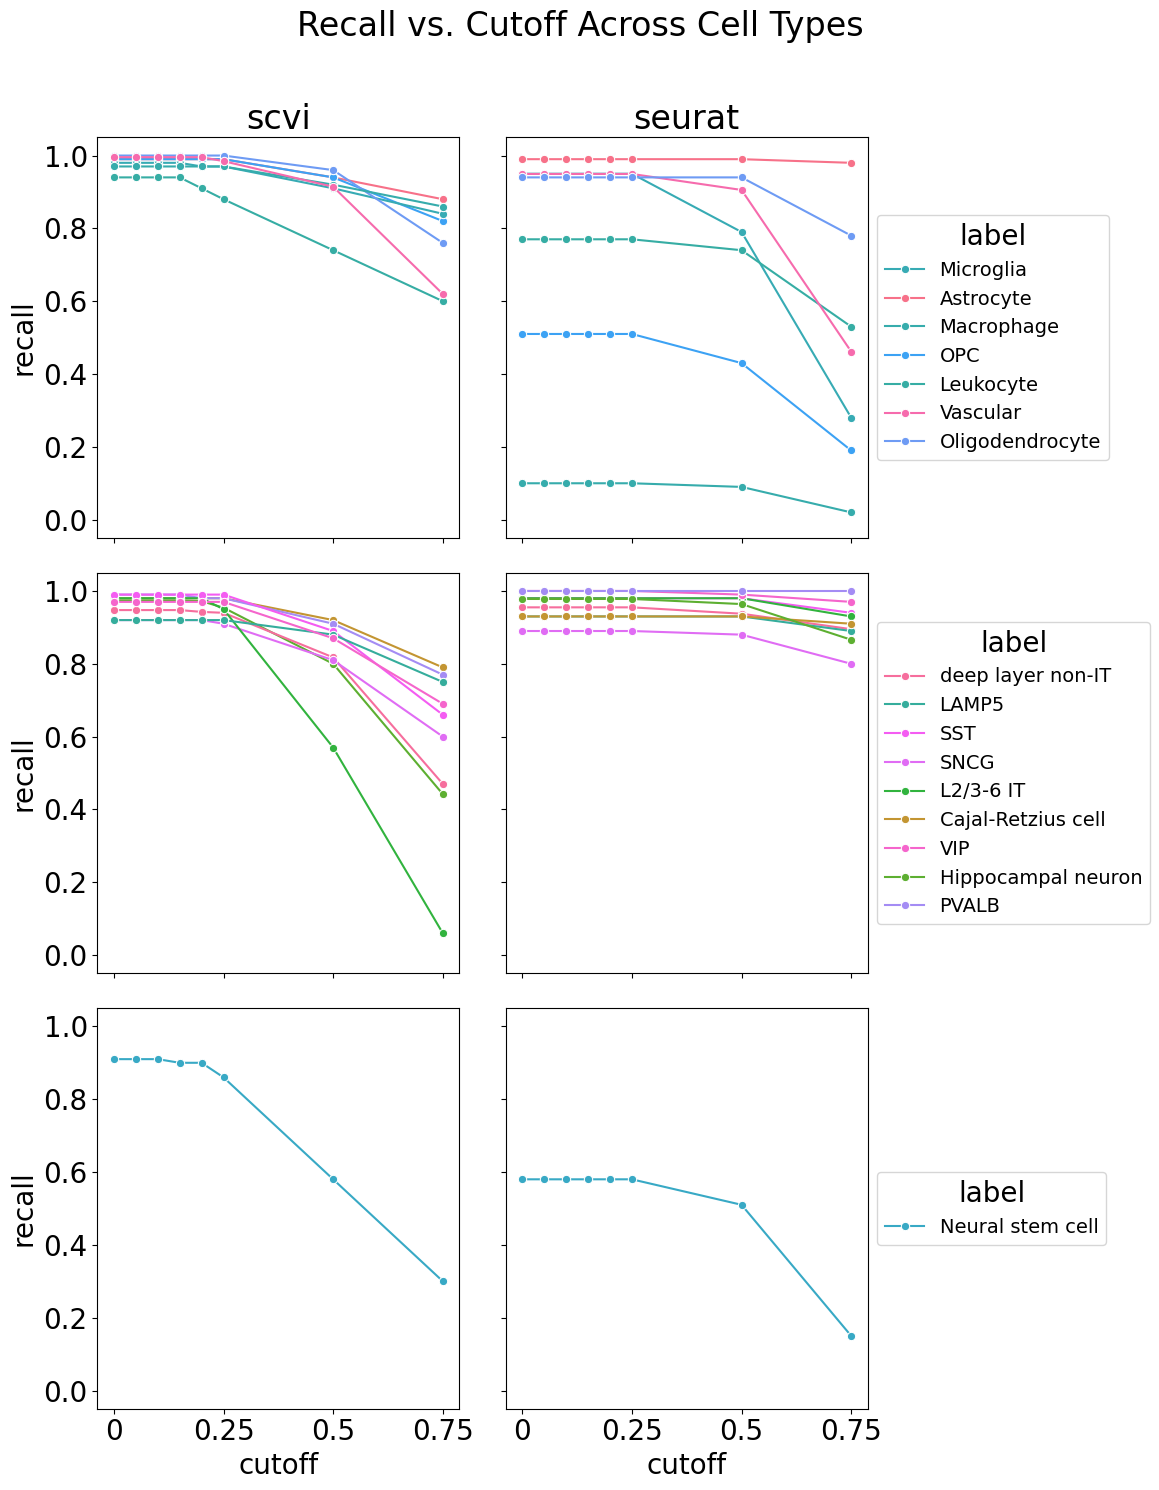 Recall vs. Cutoff Across Cell Types
scvi
seurat
recall
1.0
0.8
0.6
0.4
0.2
0.0
label
Microglia
Astrocyte
Macrophage
OPC
Leukocyte
Vascular
Oligodendrocyte
recall
1.0
0.8
0.6
0.4
0.2
0.0
label
deep layer non-IT
LAMP5
SST
SNCG
L2/3-6 IT
Cajal-Retzius cell
VIP
Hippocampal neuron
PVALB
recall
1.0
0.8
0.6
0.4
0.2
0.0
label
Neural stem cell
0 0.25 0.5 0.75
cutoff
0 0.25 0.5 0.75
cutoff